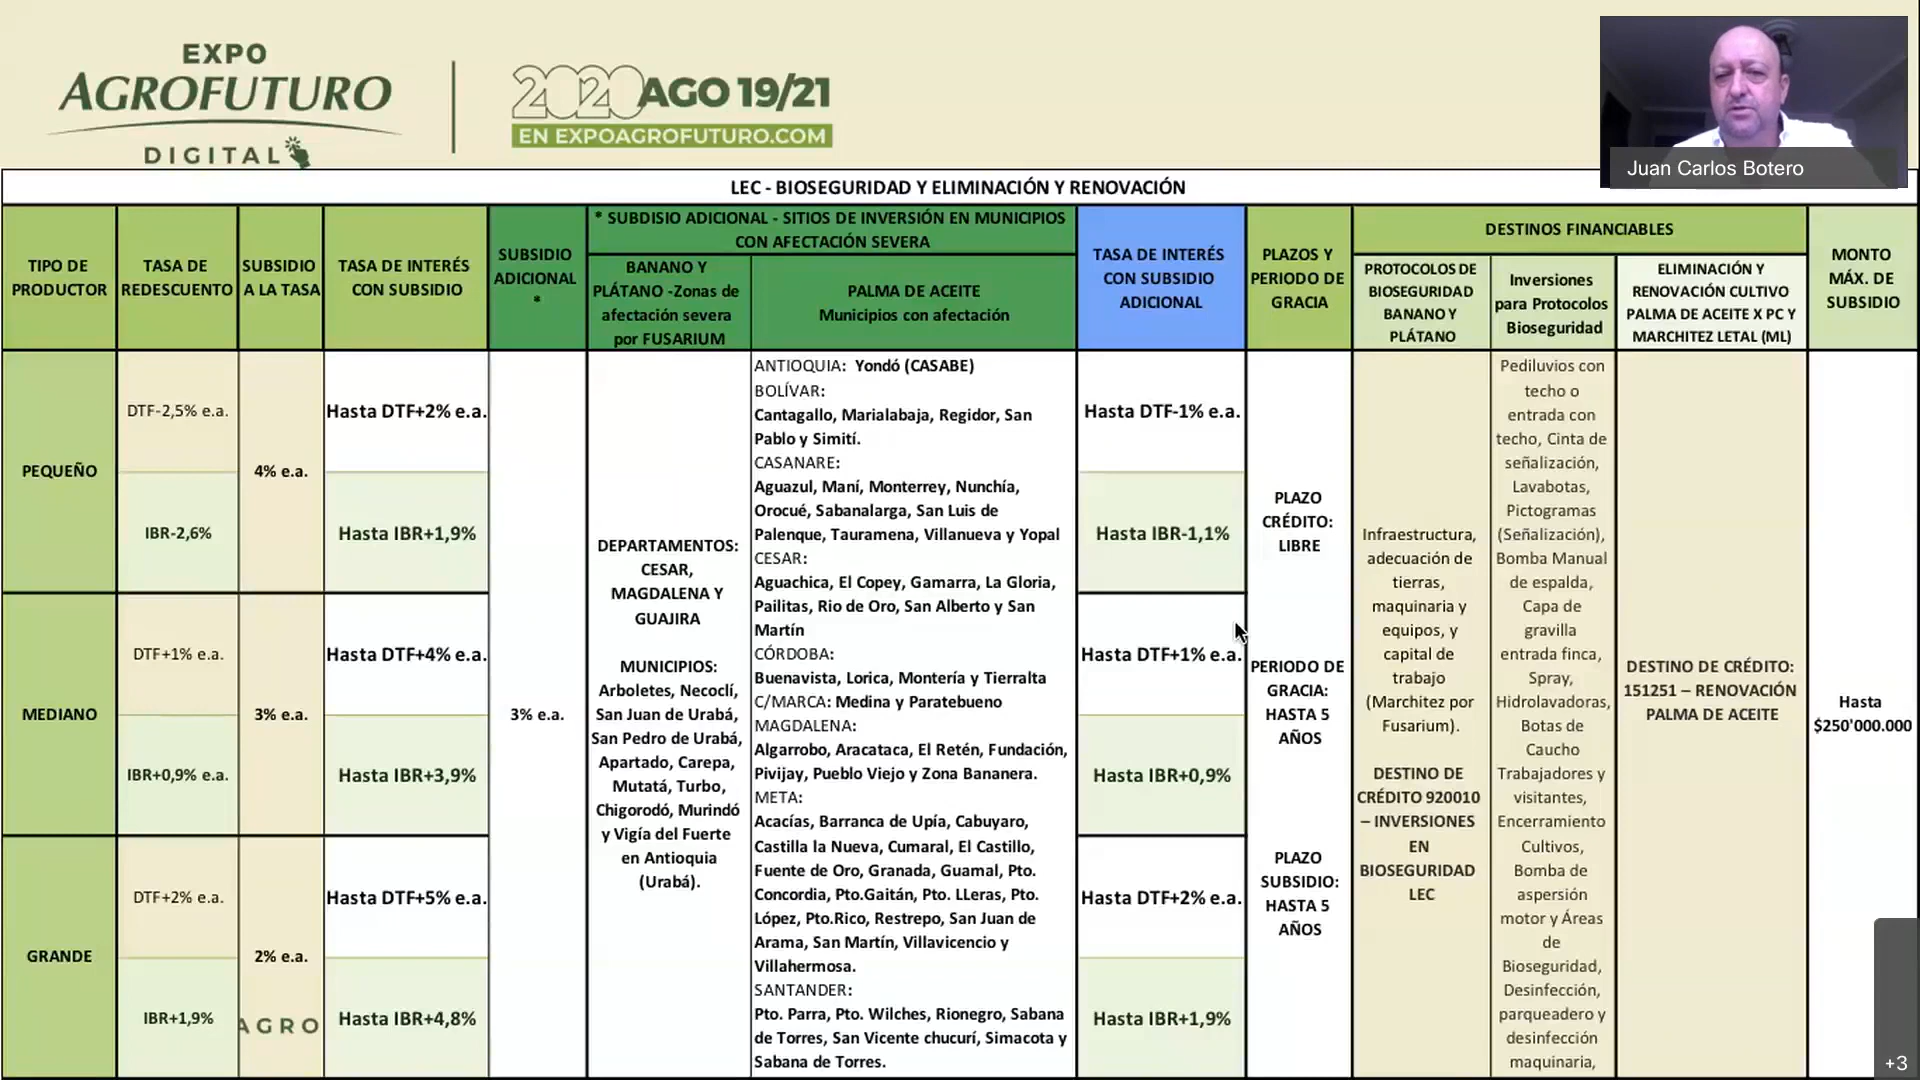 EXPO
AGROFUTURO
DIGITAL
2020 AGO 19/21
EN EXPOAGROFUTURO.COM
Juan Carlos Botero
LEC - BIOSEGURIDAD Y ELIMINACIÓN Y RENOVACIÓN
TIPO DE
PRODUCTOR
TASA DE
REDESCUENTO
SUBSIDIO
A LA TASA
TASA DE INTERÉS
CON SUBSIDIO
SUBSIDIO
ADICIONAL
*
* SUBDISIO ADICIONAL - SITIOS DE INVERSIÓN EN MUNICIPIOS
CON AFECTACIÓN SEVERA
BANANO Y
PLÁTANO -Zonas de
afectación severa
por FUSARIUM
PALMA DE ACEITE
Municipios con afectación
TASA DE INTERÉS
CON SUBSIDIO
ADICIONAL
PLAZOS Y
PERIODO DE
GRACIA
DESTINOS FINANCIABLES
PROTOCOLOS DE
BIOSEGURIDAD
BANANO Y
PLÁTANO
Inversiones
para Protocolos
Bioseguridad
ELIMINACIÓN Y
RENOVACIÓN CULTIVO
PALMA DE ACEITE X PC Y
MARCHITEZ LETAL (ML)
MONTO
MÁX. DE
SUBSIDIO
PEQUEÑO
DTF-2,5% e.a.
IBR-2,6%
4% e.a.
Hasta DTF+2% e.a.
Hasta IBR+1,9%
MEDIANO
DTF+1% e.a.
IBR+0,9% e.a.
3% e.a.
Hasta DTF+4% e.a.
Hasta IBR+3,9%
GRANDE
DTF+2% e.a.
IBR+1,9%
2% e.a.
AGRO
Hasta DTF+5% e.a.
Hasta IBR+4,8%
3% e.a.
DEPARTAMENTOS:
CESAR,
MAGDALENA Y
GUAJIRA
MUNICIPIOS:
Arboletes, Necoclí,
San Juan de Urabá,
San Pedro de Urabá,
Apartado, Carepa,
Mutatá, Turbo,
Chigorodó, Murindó
y Vigía del Fuerte
en Antioquia
(Urabá).
ANTIOQUIA: Yondó (CASABE)
BOLÍVAR:
Cantagallo, Marialabaja, Regidor, San
Pablo y Simití.
CASANARE:
Aguazul, Maní, Monterrey, Nunchía,
Orocué, Sabanalarga, San Luis de
Palenque, Tauramena, Villanueva y Yopal
CESAR:
Aguachica, El Copey, Gamarra, La Gloria,
Pailitas, Rio de Oro, San Alberto y San
Martín
CÓRDOBA:
Buenavista, Lorica, Montería y Tierralta
C/MARCA: Medina y Paratebueno
MAGDALENA:
Algarrobo, Aracataca, El Retén, Fundación,
Pivijay, Pueblo Viejo y Zona Bananera.
META:
Acacías, Barranca de Upía, Cabuyaro,
Castilla la Nueva, Cumaral, El Castillo,
Fuente de Oro, Granada, Guamal, Pto.
Concordia, Pto.Gaitán, Pto. LLeras, Pto.
López, Pto.Rico, Restrepo, San Juan de
Arama, San Martín, Villavicencio y
Villahermosa.
SANTANDER:
Pto. Parra, Pto. Wilches, Rionegro, Sabana
de Torres, San Vicente chucurí, Simacota y
Sabana de Torres.
Hasta DTF-1% e.a.
Hasta IBR-1,1%
Hasta DTF+1% e.a.
Hasta IBR+0,9%
Hasta DTF+2% e.a.
Hasta IBR+1,9%
PLAZO
CRÉDITO:
LIBRE
PERIODO DE
GRACIA:
HASTA 5
AÑOS
PLAZO
SUBSIDIO:
HASTA 5
AÑOS
Infraestructura,
adecuación de
tierras,
maquinaria y
equipos, y
capital de
trabajo
(Marchitez por
Fusarium).
DESTINO DE
CRÉDITO 920010
– INVERSIONES
EN
BIOSEGURIDAD
LEC
Pediluvios con
techo o
entrada con
techo, Cinta de
señalización,
Lavabotas,
Pictogramas
(Señalización),
Bomba Manual
de espalda,
Capa de
gravilla
entrada finca,
Spray,
Hidrolavadoras,
Botas de
Caucho
Trabajadores y
visitantes,
Encerramiento
Cultivos,
Bomba de
aspersión
motor y Áreas
de
Bioseguridad,
Desinfección,
parqueadero y
desinfección
maquinaria,
DESTINO DE CRÉDITO:
151251 – RENOVACIÓN
PALMA DE ACEITE
Hasta
$250'000.000
+3